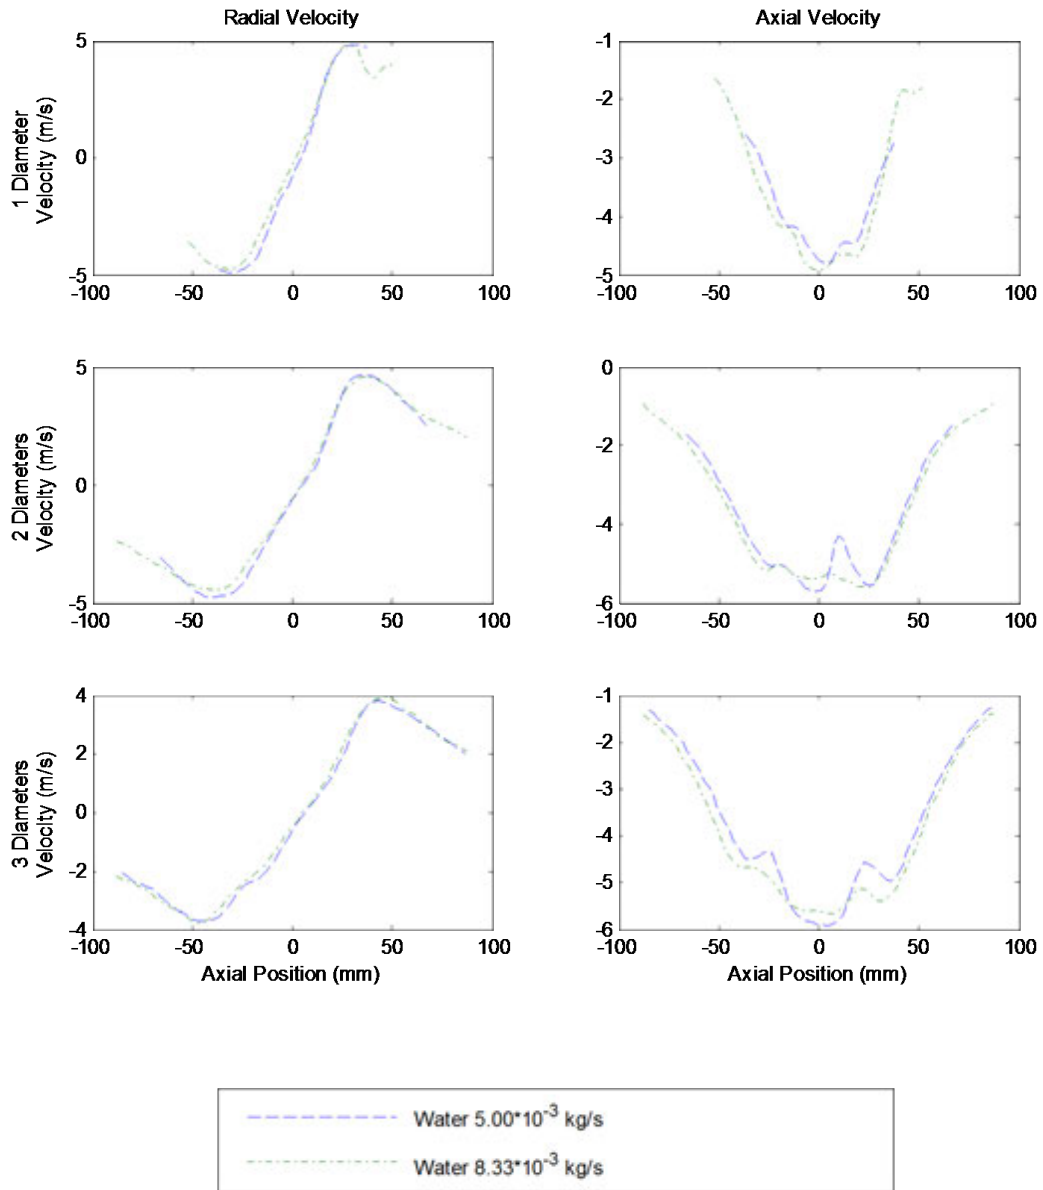 Radial Velocity
Axial Velocity
1 Diameter
Velocity (m/s)
5
0
-5
-100 -50 0 50 100
-1
-2
-3
-4
-5
-100 -50 0 50 100
2 Diameters
Velocity (m/s)
5
0
-5
-100 -50 0 50 100
0
-2
-4
-6
-100 -50 0 50 100
3 Diameters
Velocity (m/s)
4
2
0
-2
-4
-100 -50 0 50 100
Axial Position (mm)
-1
-2
-3
-4
-5
-6
-100 -50 0 50 100
Axial Position (mm)
Water 5.00*10⁻³ kg/s
Water 8.33*10⁻³ kg/s